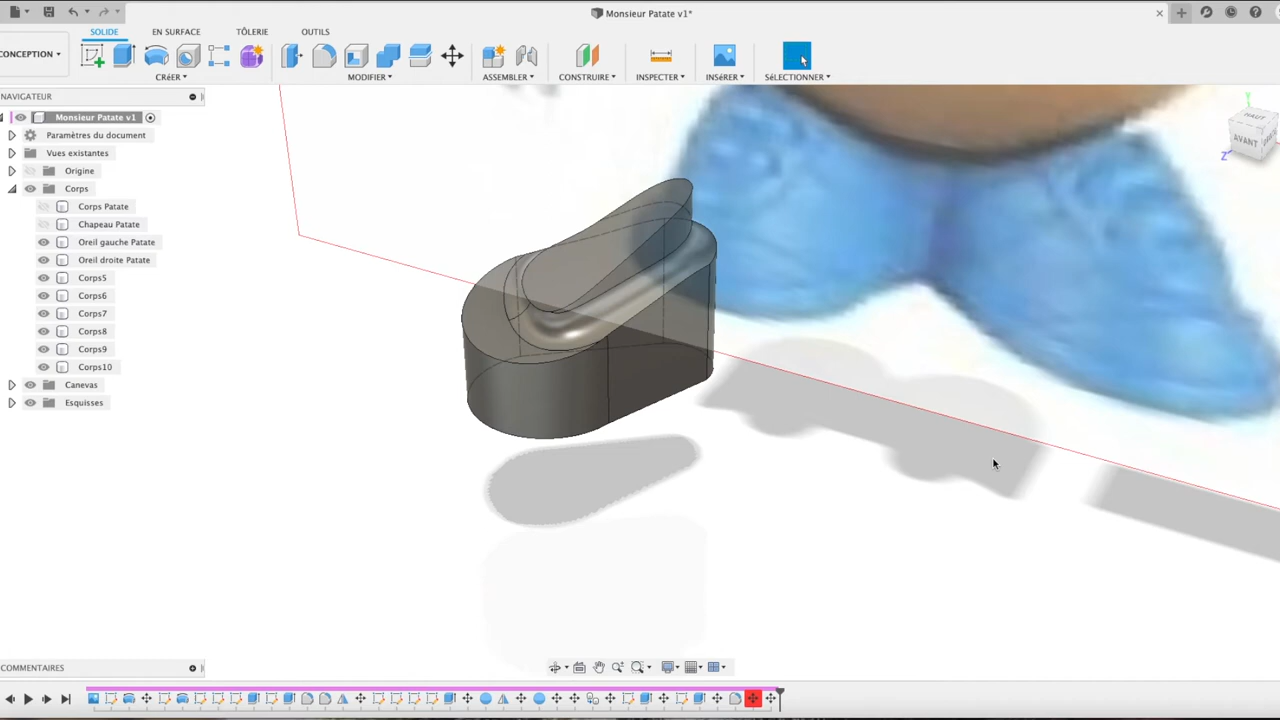 Monsieur Patate v1*
SOLIDE EN SURFACE TÔLERIE OUTILS
CONCEPTION
CRÉER MODIFIER ASSEMBLER CONSTRUIRE INSPECTER INSÉRER SÉLECTIONNER
NAVIGATEUR
Monsieur Patate v1
Paramètres du document
Vues existantes
Origine
Corps
Corps Patate
Chapeau Patate
Oreil gauche Patate
Oreil droite Patate
Corps5
Corps6
Corps7
Corps8
Corps9
Corps10
Canevas
Esquisses
HAUT
AVANT
Y
Z
COMMENTAIRES